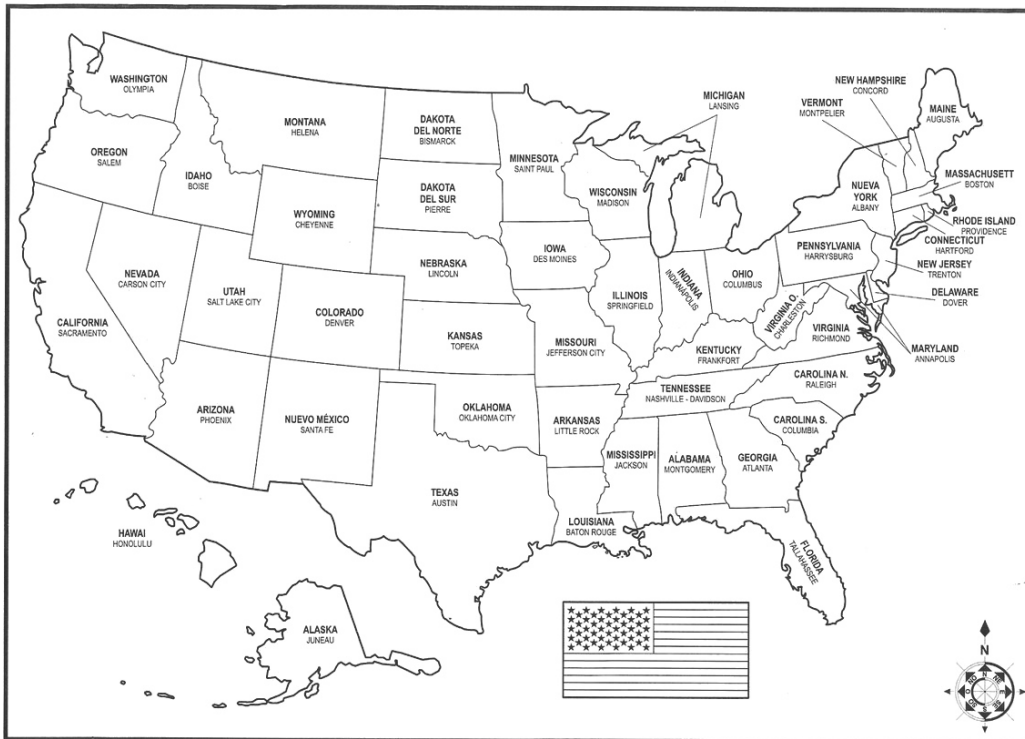 WASHINGTON
OLYMPIA
OREGON
SALEM
IDAHO
BOISE
MONTANA
HELENA
WYOMING
CHEYENNE
DAKOTA
DEL NORTE
BISMARCK
DAKOTA
DEL SUR
PIERRE
NEBRASKA
LINCOLN
MINNESOTA
SAINT PAUL
WISCONSIN
MADISON
MICHIGAN
LANSING
IOWA
DES MOINES
NEW HAMPSHIRE
CONCORD
VERMONT
MONTPELIER
MAINE
AUGUSTA
MASSACHUSETT
BOSTON
NUEVA
YORK
ALBANY
RHODE ISLAND
PROVIDENCE
CONNECTICUT
HARTFORD
PENNSYLVANIA
HARRYSBURG
NEW JERSEY
TRENTON
DELAWARE
DOVER
MARYLAND
ANNAPOLIS
NEVADA
CARSON CITY
UTAH
SALT LAKE CITY
CALIFORNIA
SACRAMENTO
COLORADO
DENVER
KANSAS
TOPEKA
MISSOURI
JEFFERSON CITY
ILLINOIS
SPRINGFIELD
INDIANA
INDIANAPOLIS
OHIO
COLUMBUS
VIRGINIA O.
CHARLESTON
VIRGINIA
RICHMOND
KENTUCKY
FRANKFORT
TENNESSEE
NASHVILLE - DAVIDSON
CAROLINA N.
RALEIGH
CAROLINA S.
COLUMBIA
ARIZONA
PHOENIX
NUEVO MÉXICO
SANTA FE
OKLAHOMA
OKLAHOMA CITY
ARKANSAS
LITTLE ROCK
MISSISSIPPI
JACKSON
ALABAMA
MONTGOMERY
GEORGIA
ATLANTA
TEXAS
AUSTIN
LOUISIANA
BATON ROUGE
FLORIDA
TALLAHASSEE
HAWAI
HONOLULU
ALASKA
JUNEAU
N
N
NE
E
SE
S
SO
O
NO